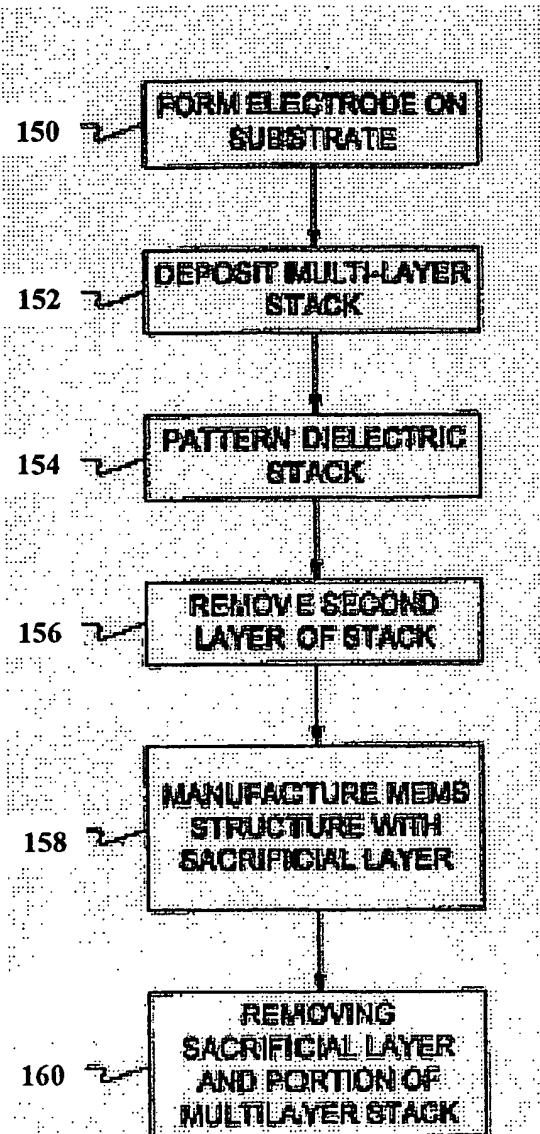 150
FORM ELECTRODE ON
SUBSTRATE
152
DEPOSIT MULTI-LAYER
STACK
154
PATTERN DIELECTRIC
STACK
156
REMOVE SECOND
LAYER OF STACK
158
MANUFACTURE MEMS
STRUCTURE WITH
SACRIFICIAL LAYER
160
REMOVING
SACRIFICIAL LAYER
AND PORTION OF
MULTILAYER STACK